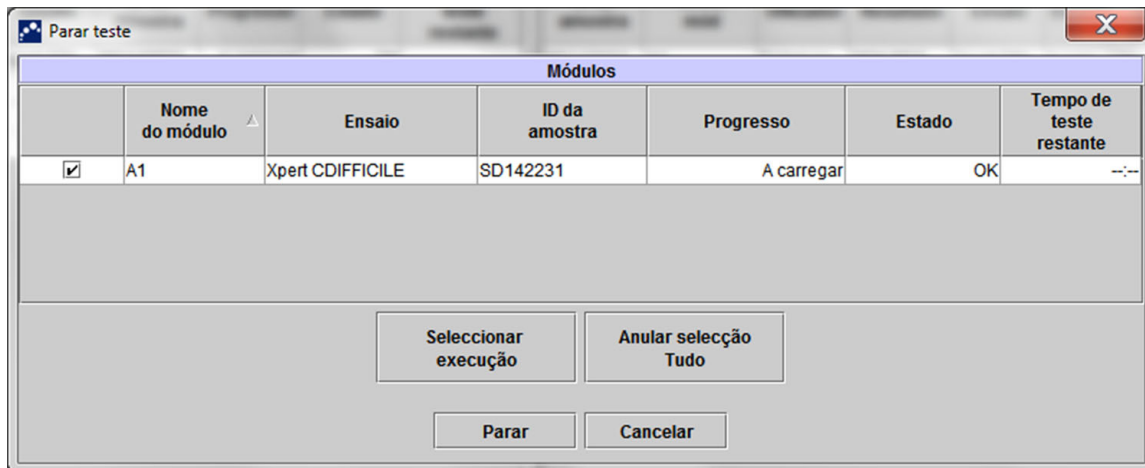 Parar teste
Módulos
Nome do módulo Ensaio ID da amostra Progresso Estado Tempo de teste restante
A1 Xpert CDIFFICILE SD142231 A carregar OK --:--
Seleccionar execução
Anular selecção Tudo
Parar Cancelar